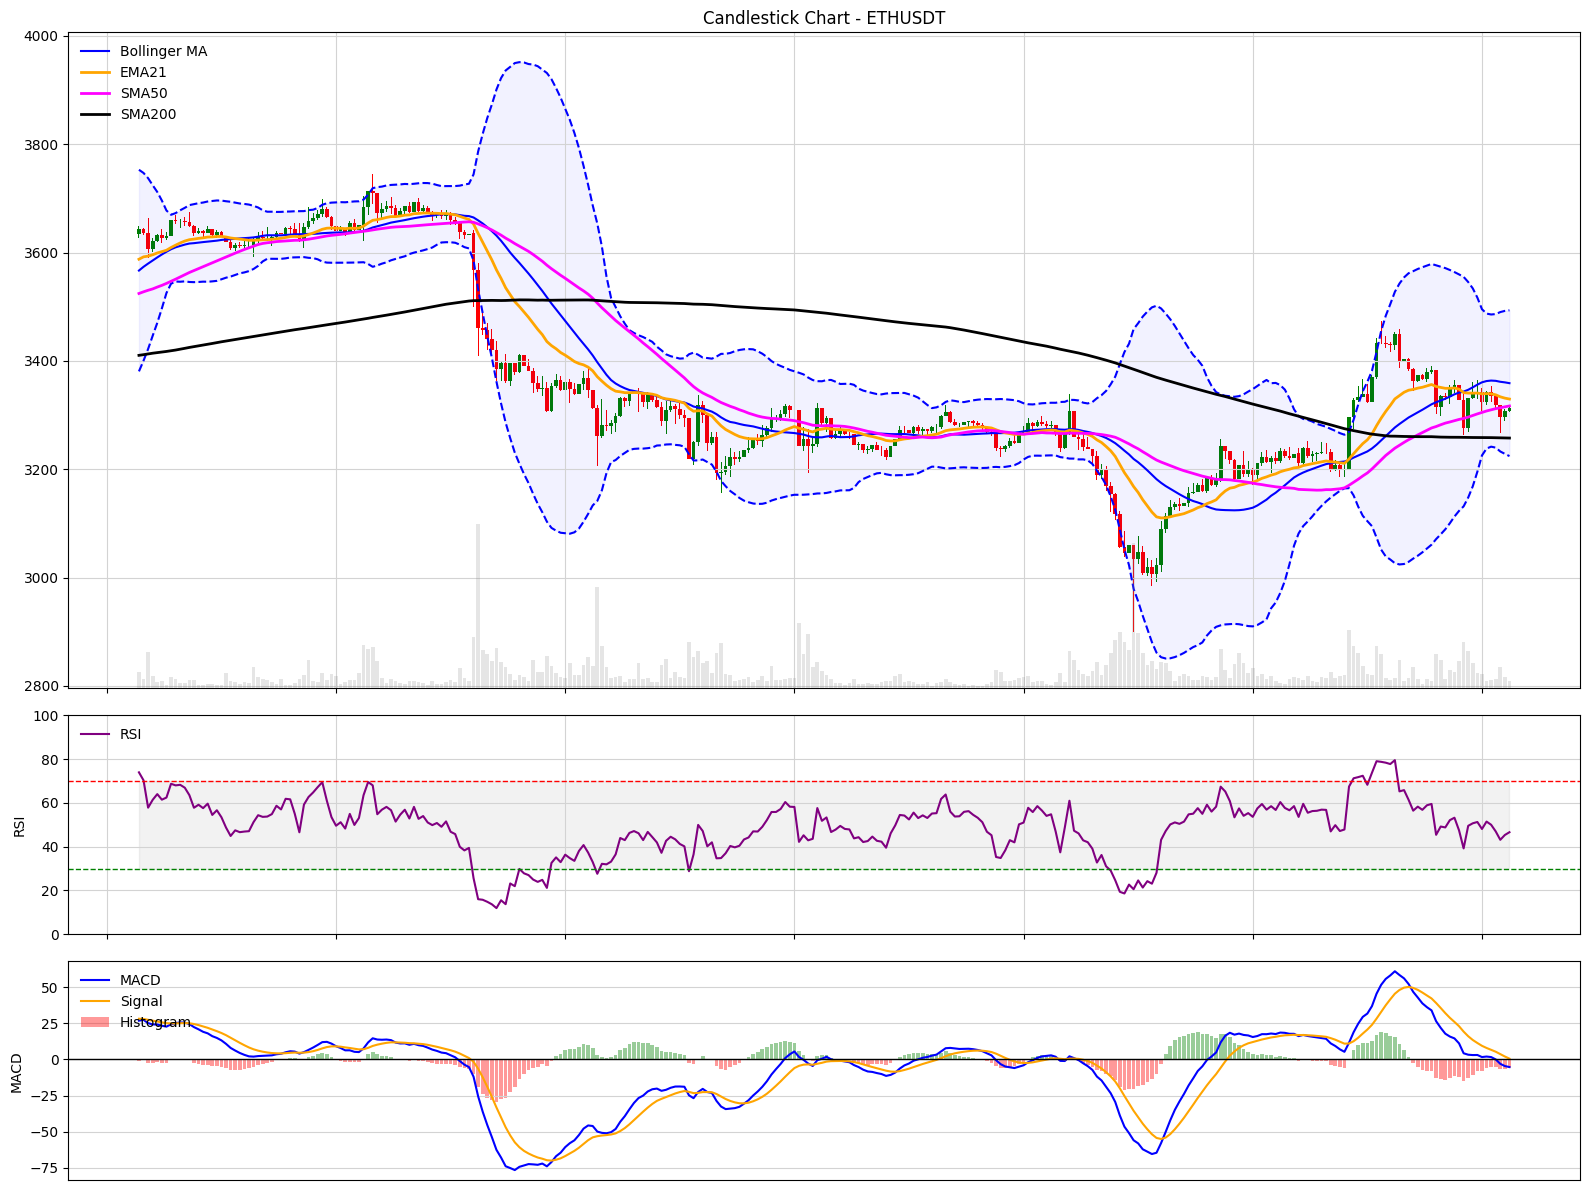 Candlestick Chart - ETHUSDT
4000
3800
3600
3400
3200
3000
2800
Bollinger MA
EMA21
SMA50
SMA200
100
80
60
40
20
0
RSI
RSI
50
25
0
−25
−50
−75
MACD
MACD
Signal
Histogram